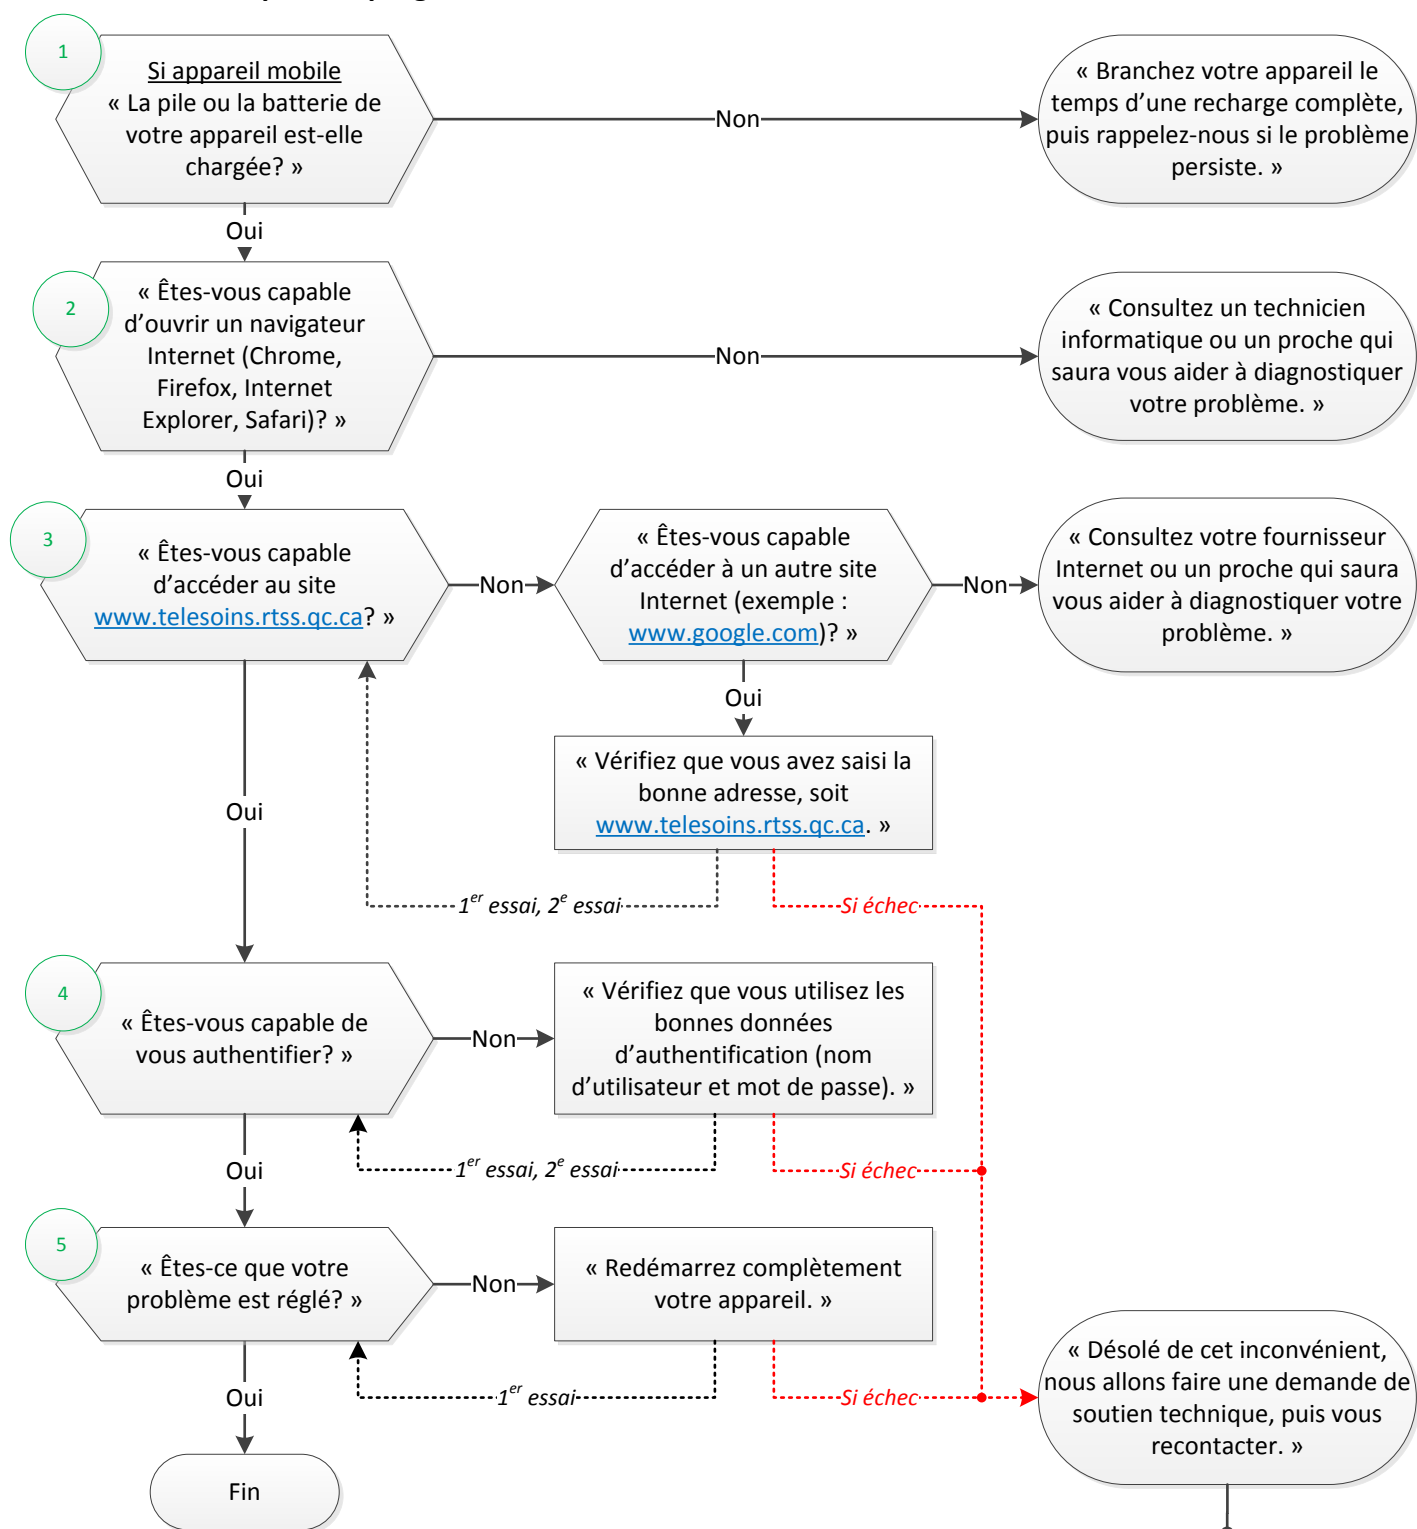 1
Si appareil mobile
« La pile ou la batterie de
votre appareil est-elle
chargée? »
Non
« Branchez votre appareil le
temps d’une recharge complète,
puis rappelez-nous si le problème
persiste. »
Oui
2
« Êtes-vous capable
d’ouvrir un navigateur
Internet (Chrome,
Firefox, Internet
Explorer, Safari)? »
Non
« Consultez un technicien
informatique ou un proche qui
saura vous aider à diagnostiquer
votre problème. »
Oui
3
« Êtes-vous capable
d’accéder au site
www.telesoins.rtss.qc.ca? »
Non
« Êtes-vous capable
d’accéder à un autre site
Internet (exemple :
www.google.com)? »
Non
« Consultez votre fournisseur
Internet ou un proche qui saura
vous aider à diagnostiquer votre
problème. »
Oui
« Vérifiez que vous avez saisi la
bonne adresse, soit
www.telesoins.rtss.qc.ca. »
Oui
1er essai, 2e essai
Si échec
4
« Êtes-vous capable de
vous authentifier? »
Non
« Vérifiez que vous utilisez les
bonnes données
d’authentification (nom
d’utilisateur et mot de passe). »
Oui
1er essai, 2e essai
Si échec
5
« Êtes-ce que votre
problème est réglé? »
Non
« Redémarrez complètement
votre appareil. »
Oui
1er essai
Si échec
« Désolé de cet inconvénient,
nous allons faire une demande de
soutien technique, puis vous
recontacter. »
Fin